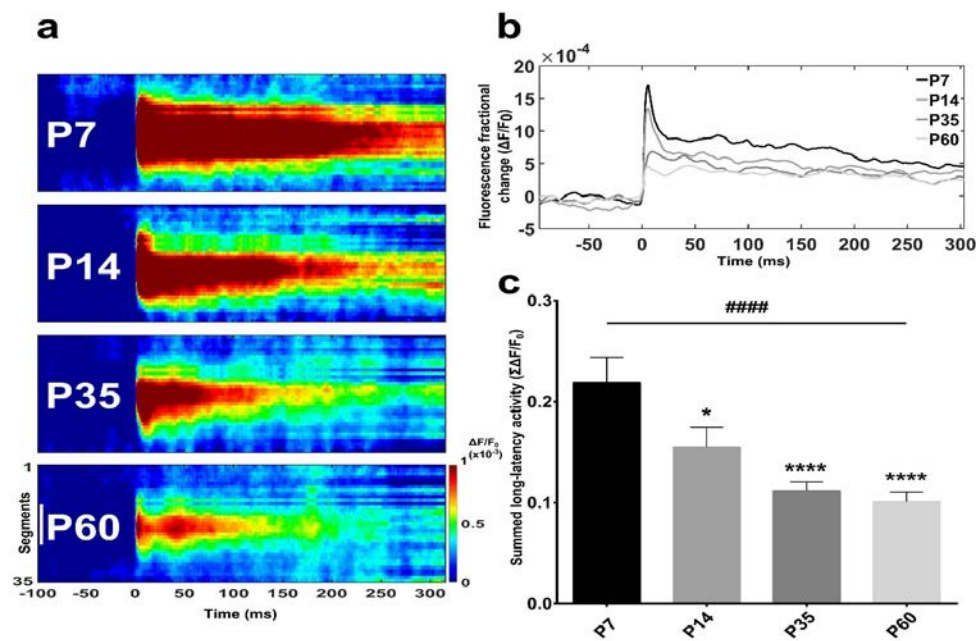 a
P7
P14
P35
P60
ΔF/F₀
(x10⁻³)
1
0.5
0
1
Segments
35
-100 -50 0 50 100 150 200 250 300
Time (ms)
b
×10⁻⁴
20
15
10
5
0
-5
Fluorescence fractional
change (ΔF/F0)
P7
P14
P35
P60
-50 0 50 100 150 200 250 300
Time (ms)
c
0.3
0.2
0.1
0.0
Summed long-latency activity (ΣΔF/F₀)
####
*
****
****
P7 P14 P35 P60